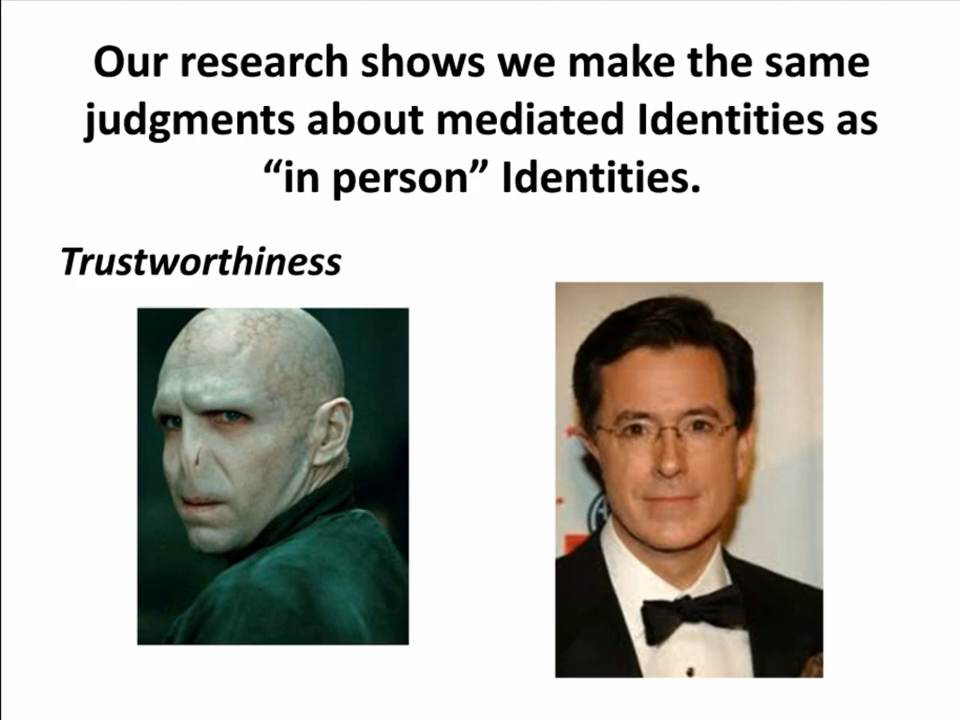 Our research shows we make the same
judgments about mediated Identities as
“in person” Identities.
Trustworthiness